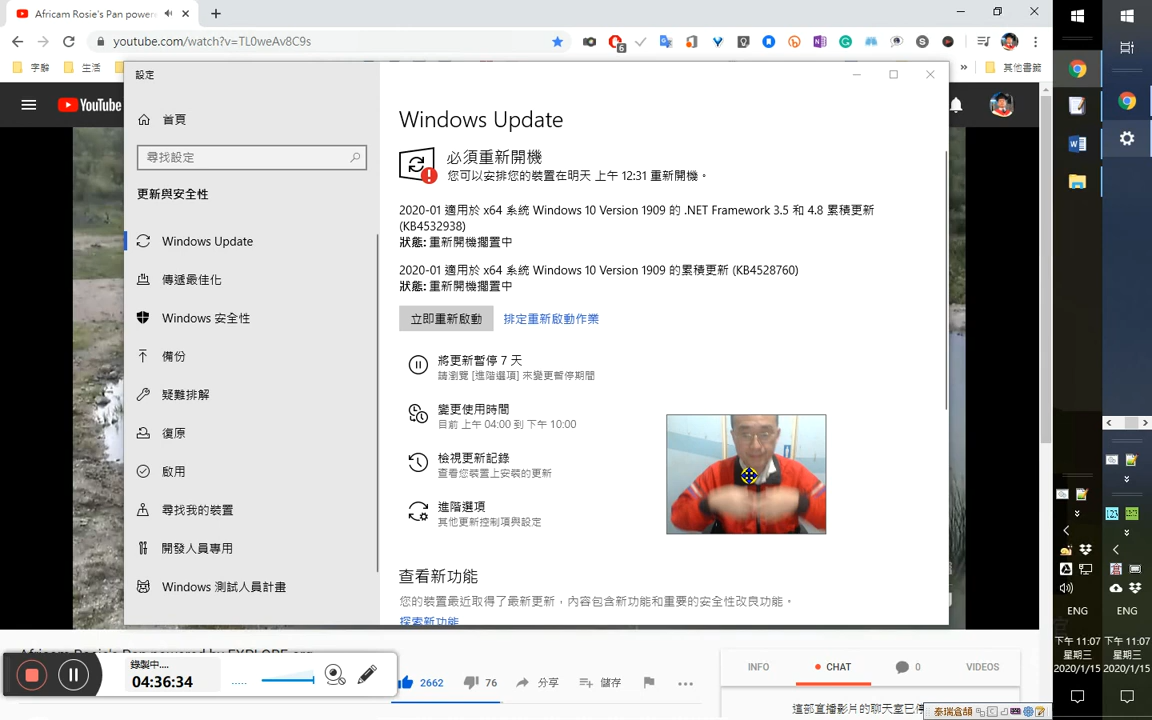 Africam Rosie's Pan power
youtube.com/watch?v=TL0weAv8C9s
6
字辭
生活
»
其他書籤
設定
YouTube
首頁
尋找設定
更新與安全性
Windows Update
傳遞最佳化
Windows 安全性
備份
疑難排解
復原
啟用
尋找我的裝置
開發人員專用
Windows 測試人員計畫
Windows Update
必須重新開機
您可以安排您的裝置在明天 上午 12:31 重新開機。
2020-01 適用於 x64 系統 Windows 10 Version 1909 的 .NET Framework 3.5 和 4.8 累積更新
(KB4532938)
狀態: 重新開機擱置中
2020-01 適用於 x64 系統 Windows 10 Version 1909 的累積更新 (KB4528760)
狀態: 重新開機擱置中
立即重新啟動
排定重新啟動作業
將更新暫停 7 天
請瀏覽 [進階選項] 來變更暫停期間
變更使用時間
目前 上午 04:00 到 下午 10:00
檢視更新記錄
查看您裝置上安裝的更新
進階選項
其他更新控制項與設定
查看新功能
您的裝置最近取得了最新更新，內容包含新功能和重要的安全性改良功能。
探索新功能
Africam Rosie's Pan powered by EXPLORE.org
錄製中....
04:36:34
2662
76
分享
儲存
INFO
CHAT
0
VIDEOS
這部直播影片的聊天室已停
泰瑞倉頡
ENG
下午 11:07
星期三
2020/1/15
ENG
下午 11:07
星期三
2020/1/15